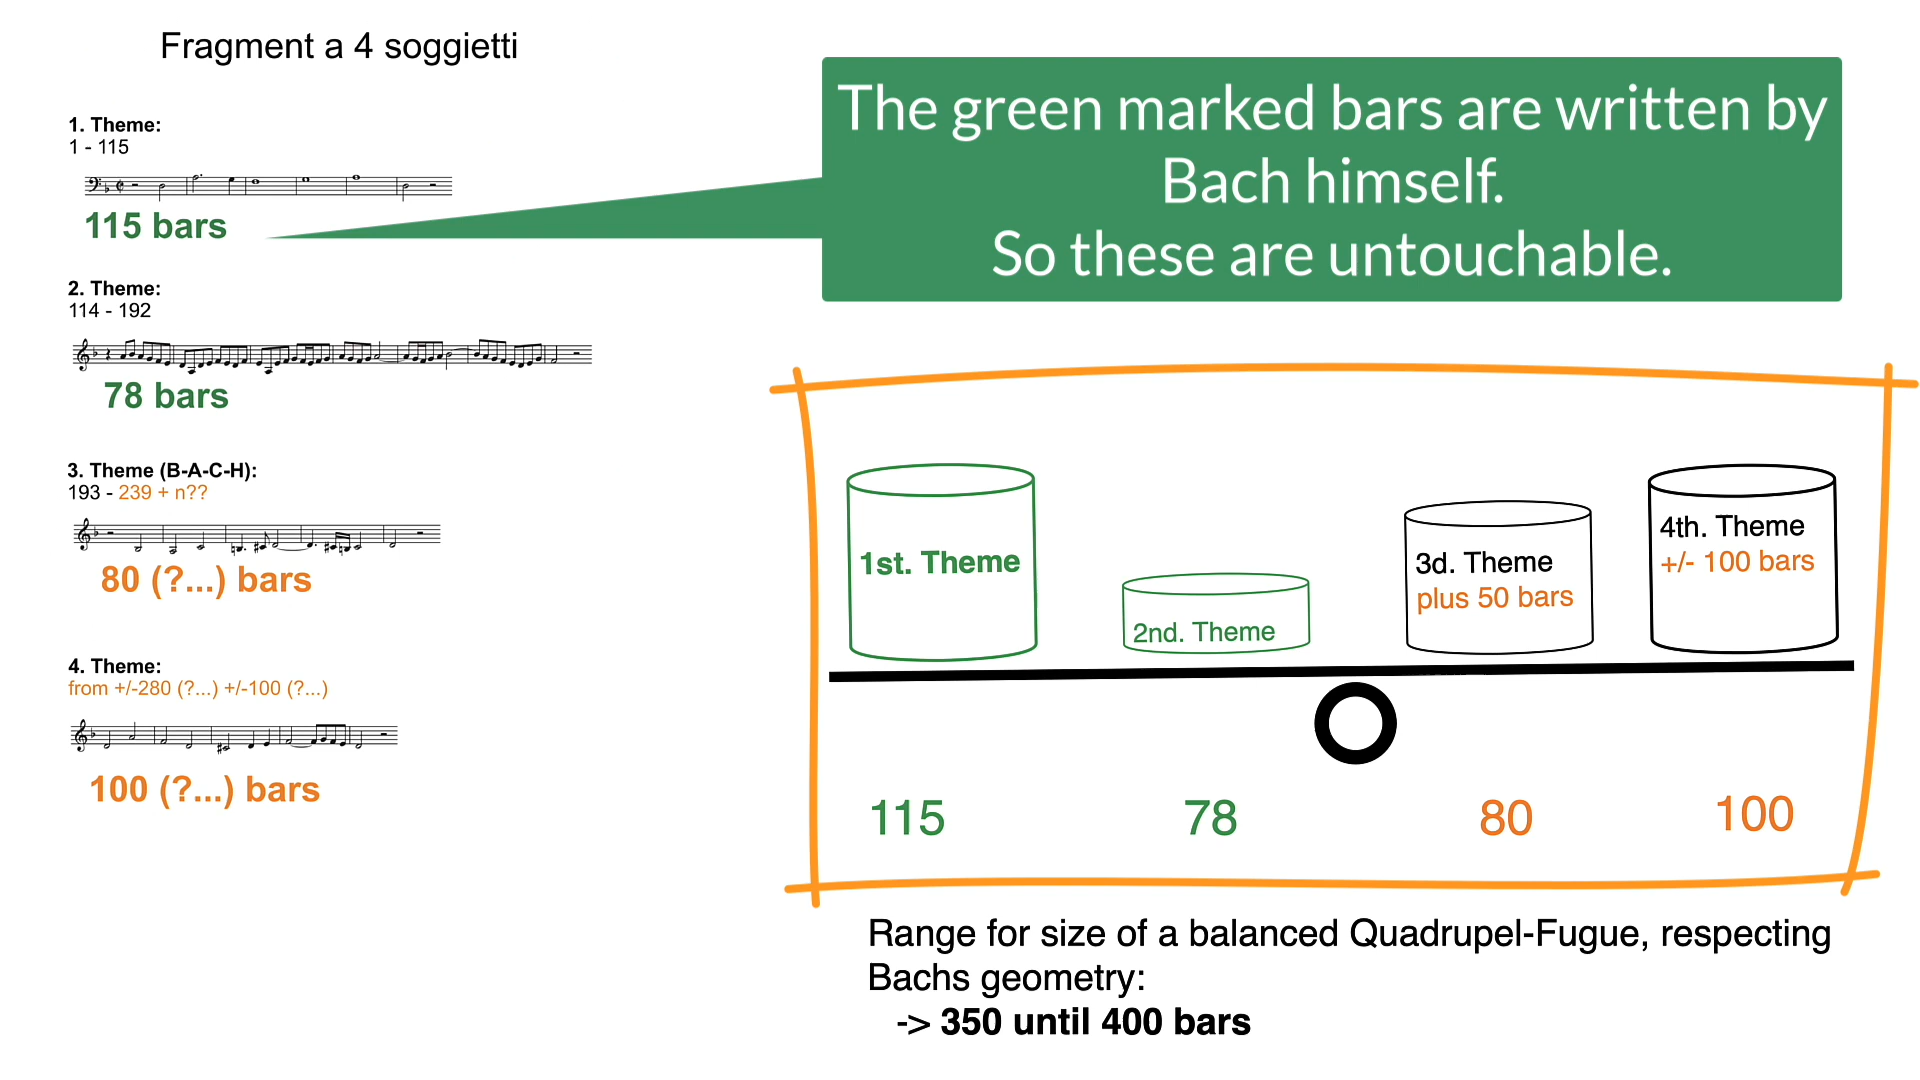 Fragment a 4 soggietti
The green marked bars are written by
Bach himself.
So these are untouchable.
1. Theme:
1 - 115
115 bars
2. Theme:
114 - 192
78 bars
3. Theme (B-A-C-H):
193 - 239 + n??
80 (?...) bars
4. Theme:
from +/-280 (?...) +/-100 (?...)
100 (?...) bars
1st. Theme
2nd. Theme
3d. Theme
plus 50 bars
4th. Theme
+/- 100 bars
115
78
80
100
Range for size of a balanced Quadrupel-Fugue, respecting
Bachs geometry:
-> 350 until 400 bars